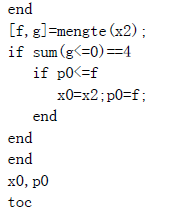 end
[f,g]=mengte(x2);
if sum(g<=0)==4
if p0<=f
x0=x2;p0=f;
end
end
end
x0,p0
toc